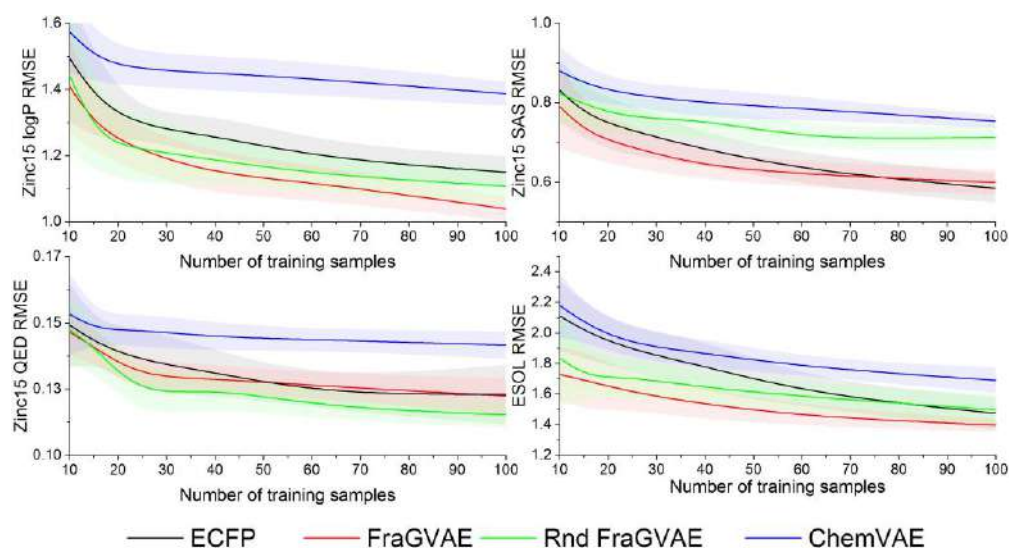 Zinc15 logP RMSE
1.6
1.4
1.2
1.0
10 20 30 40 50 60 70 80 90 100
Number of training samples
Zinc15 SAS RMSE
1.0
0.8
0.6
10 20 30 40 50 60 70 80 90 100
Number of training samples
Zinc15 QED RMSE
0.17
0.15
0.13
0.10
10 20 30 40 50 60 70 80 90 100
Number of training samples
ESOL RMSE
2.4
2.2
2.0
1.8
1.6
1.4
1.2
10 20 30 40 50 60 70 80 90 100
Number of training samples
ECFP FraGVAE Rnd FraGVAE ChemVAE